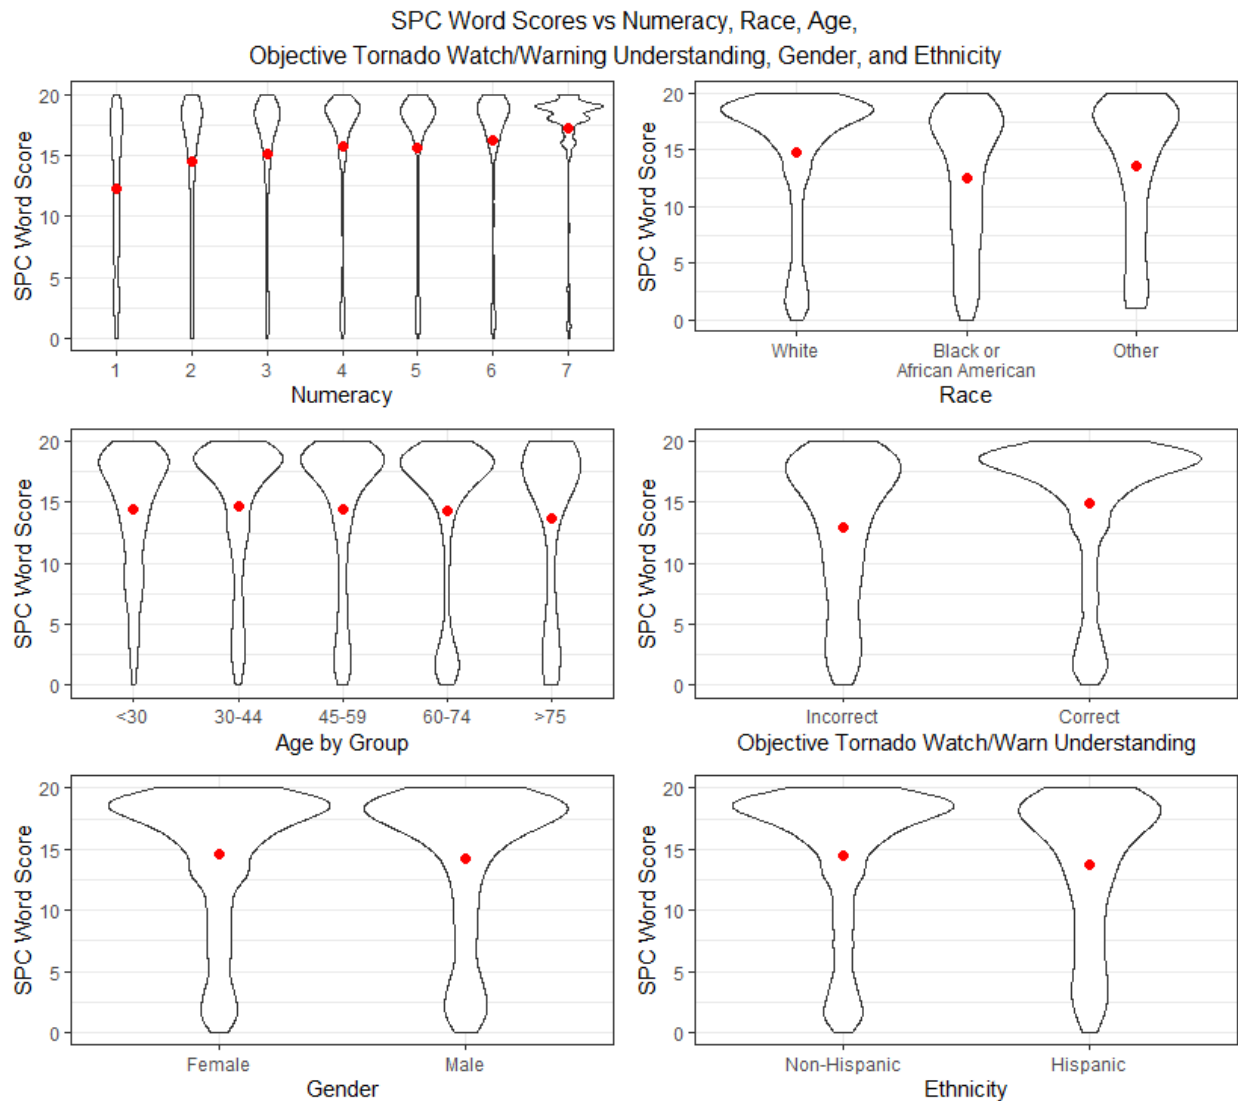 SPC Word Scores vs Numeracy, Race, Age,
Objective Tornado Watch/Warning Understanding, Gender, and Ethnicity
SPC Word Score
20
15
10
5
0
1 2 3 4 5 6 7
Numeracy
SPC Word Score
20
15
10
5
0
White Black or African American Other
Race
SPC Word Score
20
15
10
5
0
<30 30-44 45-59 60-74 >75
Age by Group
SPC Word Score
20
15
10
5
0
Incorrect Correct
Objective Tornado Watch/Warn Understanding
SPC Word Score
20
15
10
5
0
Female Male
Gender
SPC Word Score
20
15
10
5
0
Non-Hispanic Hispanic
Ethnicity